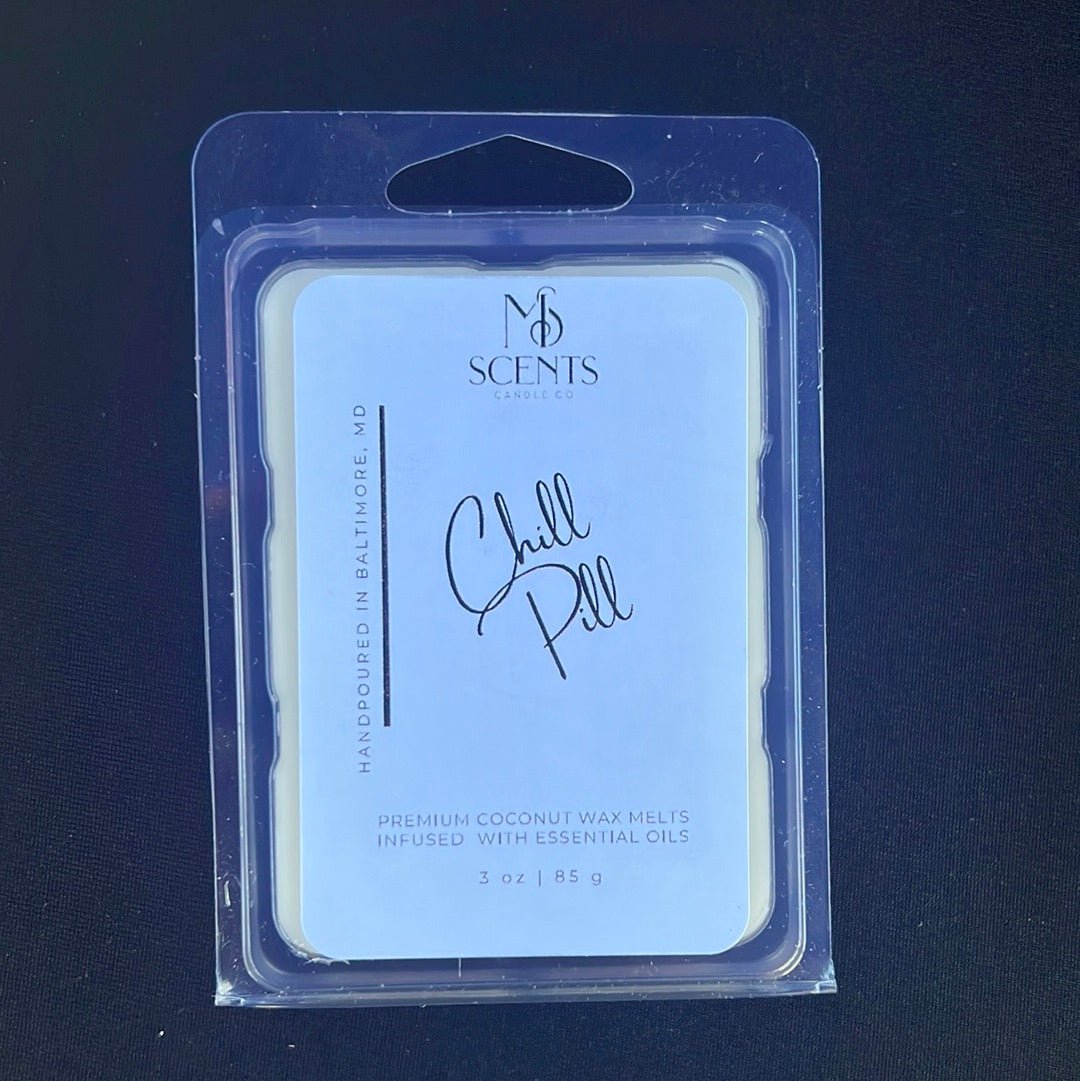 MS
SCENTS
CANDLE CO
HANDPOURED IN BALTIMORE, MD
Chill
Pill
PREMIUM COCONUT WAX MELTS
INFUSED WITH ESSENTIAL OILS
3 oz | 85 g